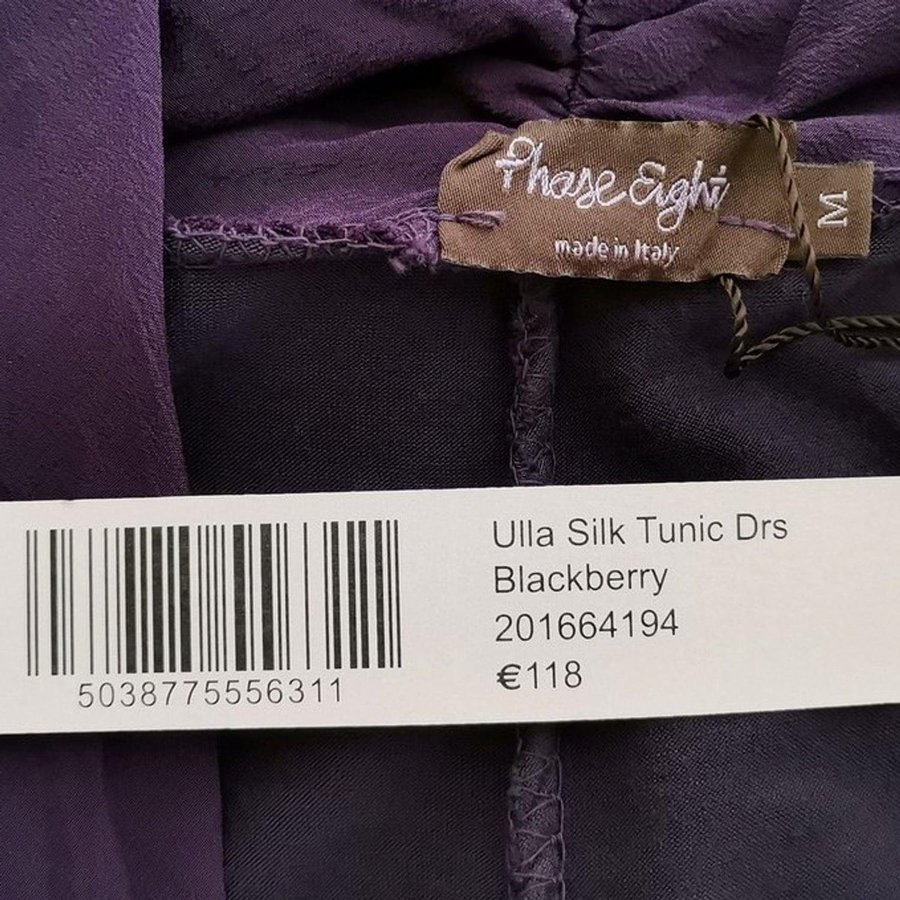 Phase Eight
made in Italy
M
Ulla Silk Tunic Drs
Blackberry
201664194
€118
5038775556311